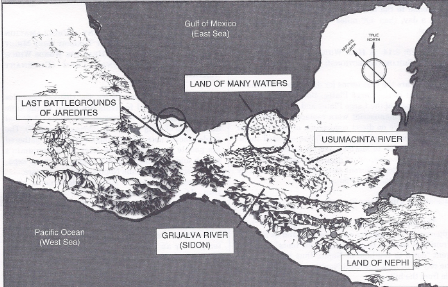 Gulf of Mexico
(East Sea)
TRUE
NORTH
LAND OF MANY WATERS
LAST BATTLEGROUNDS
OF JAREDITES
USUMACINTA RIVER
Pacific Ocean
(West Sea)
GRIJALVA RIVER
(SIDON)
LAND OF NEPHI